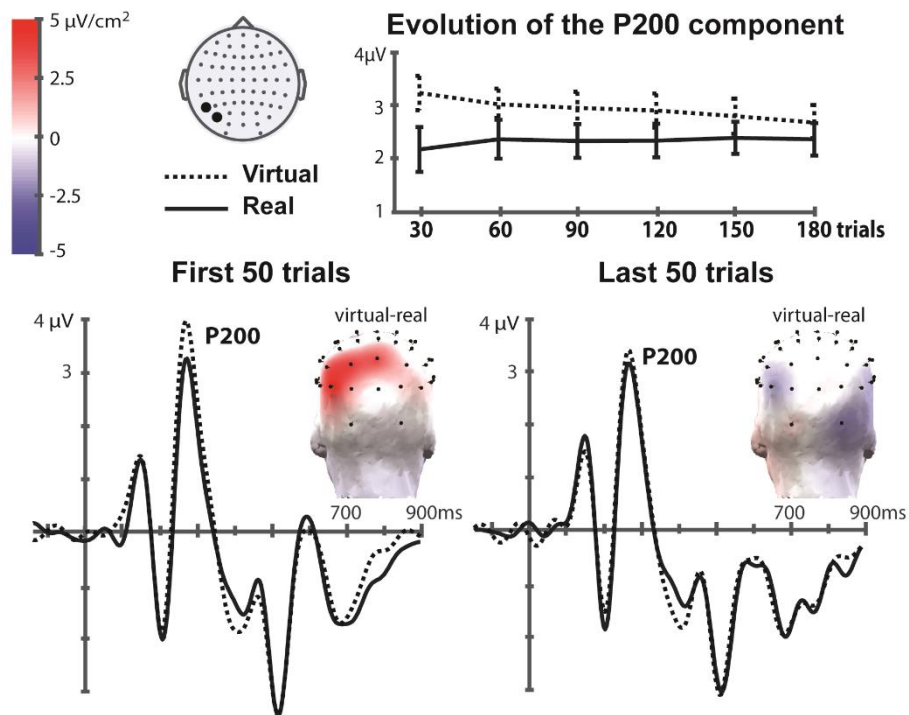 5 µV/cm²
2.5
0
-2.5
-5
Virtual
Real
Evolution of the P200 component
4µV
3
2
1
30 60 90 120 150 180 trials
First 50 trials
4 µV
3
P200
virtual-real
700 900ms
Last 50 trials
4 µV
3
P200
virtual-real
700 900ms